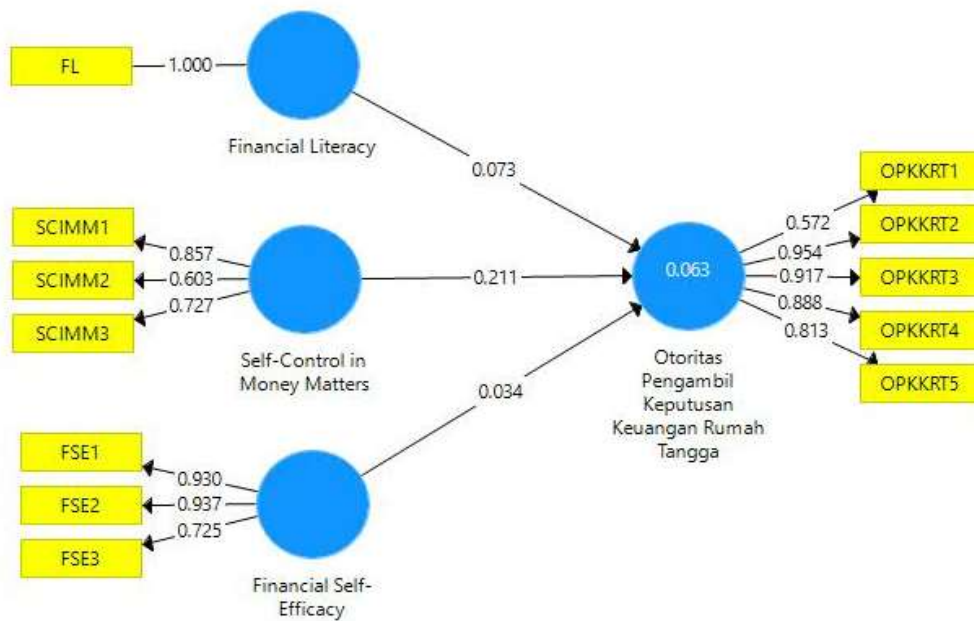 FL
1.000
Financial Literacy
0.073
SCIMM1
SCIMM2
SCIMM3
0.857
0.603
0.727
Self-Control in
Money Matters
0.211
FSE1
FSE2
FSE3
0.930
0.937
0.725
Financial Self-
Efficacy
0.034
0.063
Otoritas
Pengambil
Keputusan
Keuangan Rumah
Tangga
0.572
0.954
0.917
0.888
0.813
OPKKRT1
OPKKRT2
OPKKRT3
OPKKRT4
OPKKRT5